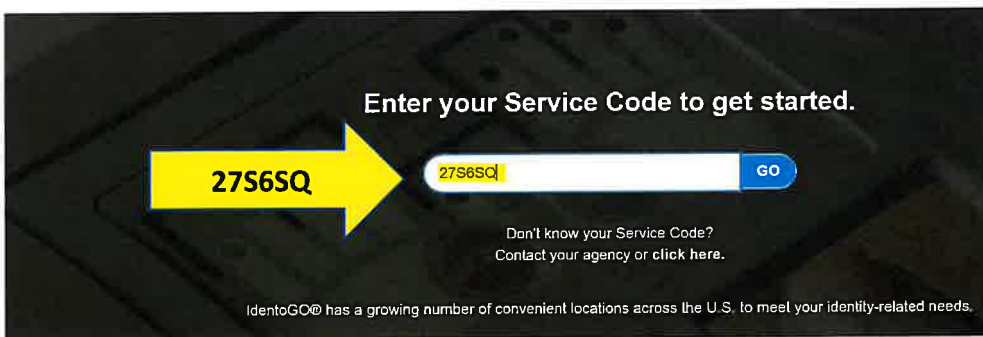 Enter your Service Code to get started.
27S6SQ
27S6SQ
GO
Don't know your Service Code?
Contact your agency or click here.
IdentoGO® has a growing number of convenient locations across the U.S. to meet your identity-related needs.